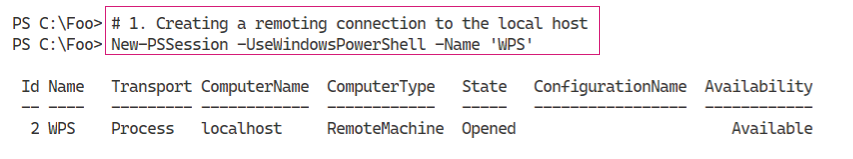 PS C:\Foo> # 1. Creating a remoting connection to the local host
PS C:\Foo> New-PSSession -UseWindowsPowerShell -Name 'WPS'
Id Name Transport ComputerName ComputerType State ConfigurationName Availability
-- ---- --------- ------------ ------------ ----- ----------------- ------------
2 WPS Process localhost RemoteMachine Opened Available